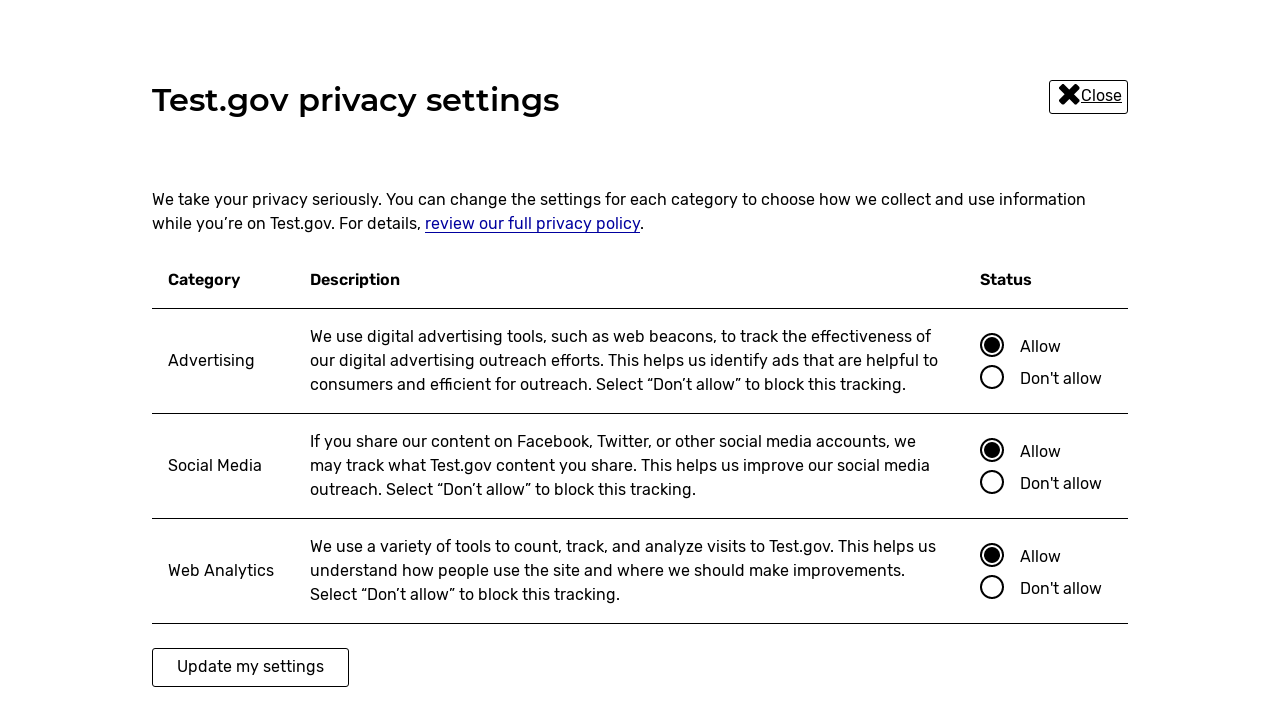 Test.gov privacy settings
Close
We take your privacy seriously. You can change the settings for each category to choose how we collect and use information
while you’re on Test.gov. For details, review our full privacy policy.
Category Description Status
We use digital advertising tools, such as web beacons, to track the effectiveness of
our digital advertising outreach efforts. This helps us identify ads that are helpful to
consumers and efficient for outreach. Select “Don’t allow” to block this tracking.
Advertising
Allow
Don't allow
If you share our content on Facebook, Twitter, or other social media accounts, we
may track what Test.gov content you share. This helps us improve our social media
outreach. Select “Don’t allow” to block this tracking.
Social Media
Allow
Don't allow
We use a variety of tools to count, track, and analyze visits to Test.gov. This helps us
understand how people use the site and where we should make improvements.
Select “Don’t allow” to block this tracking.
Web Analytics
Allow
Don't allow
Update my settings